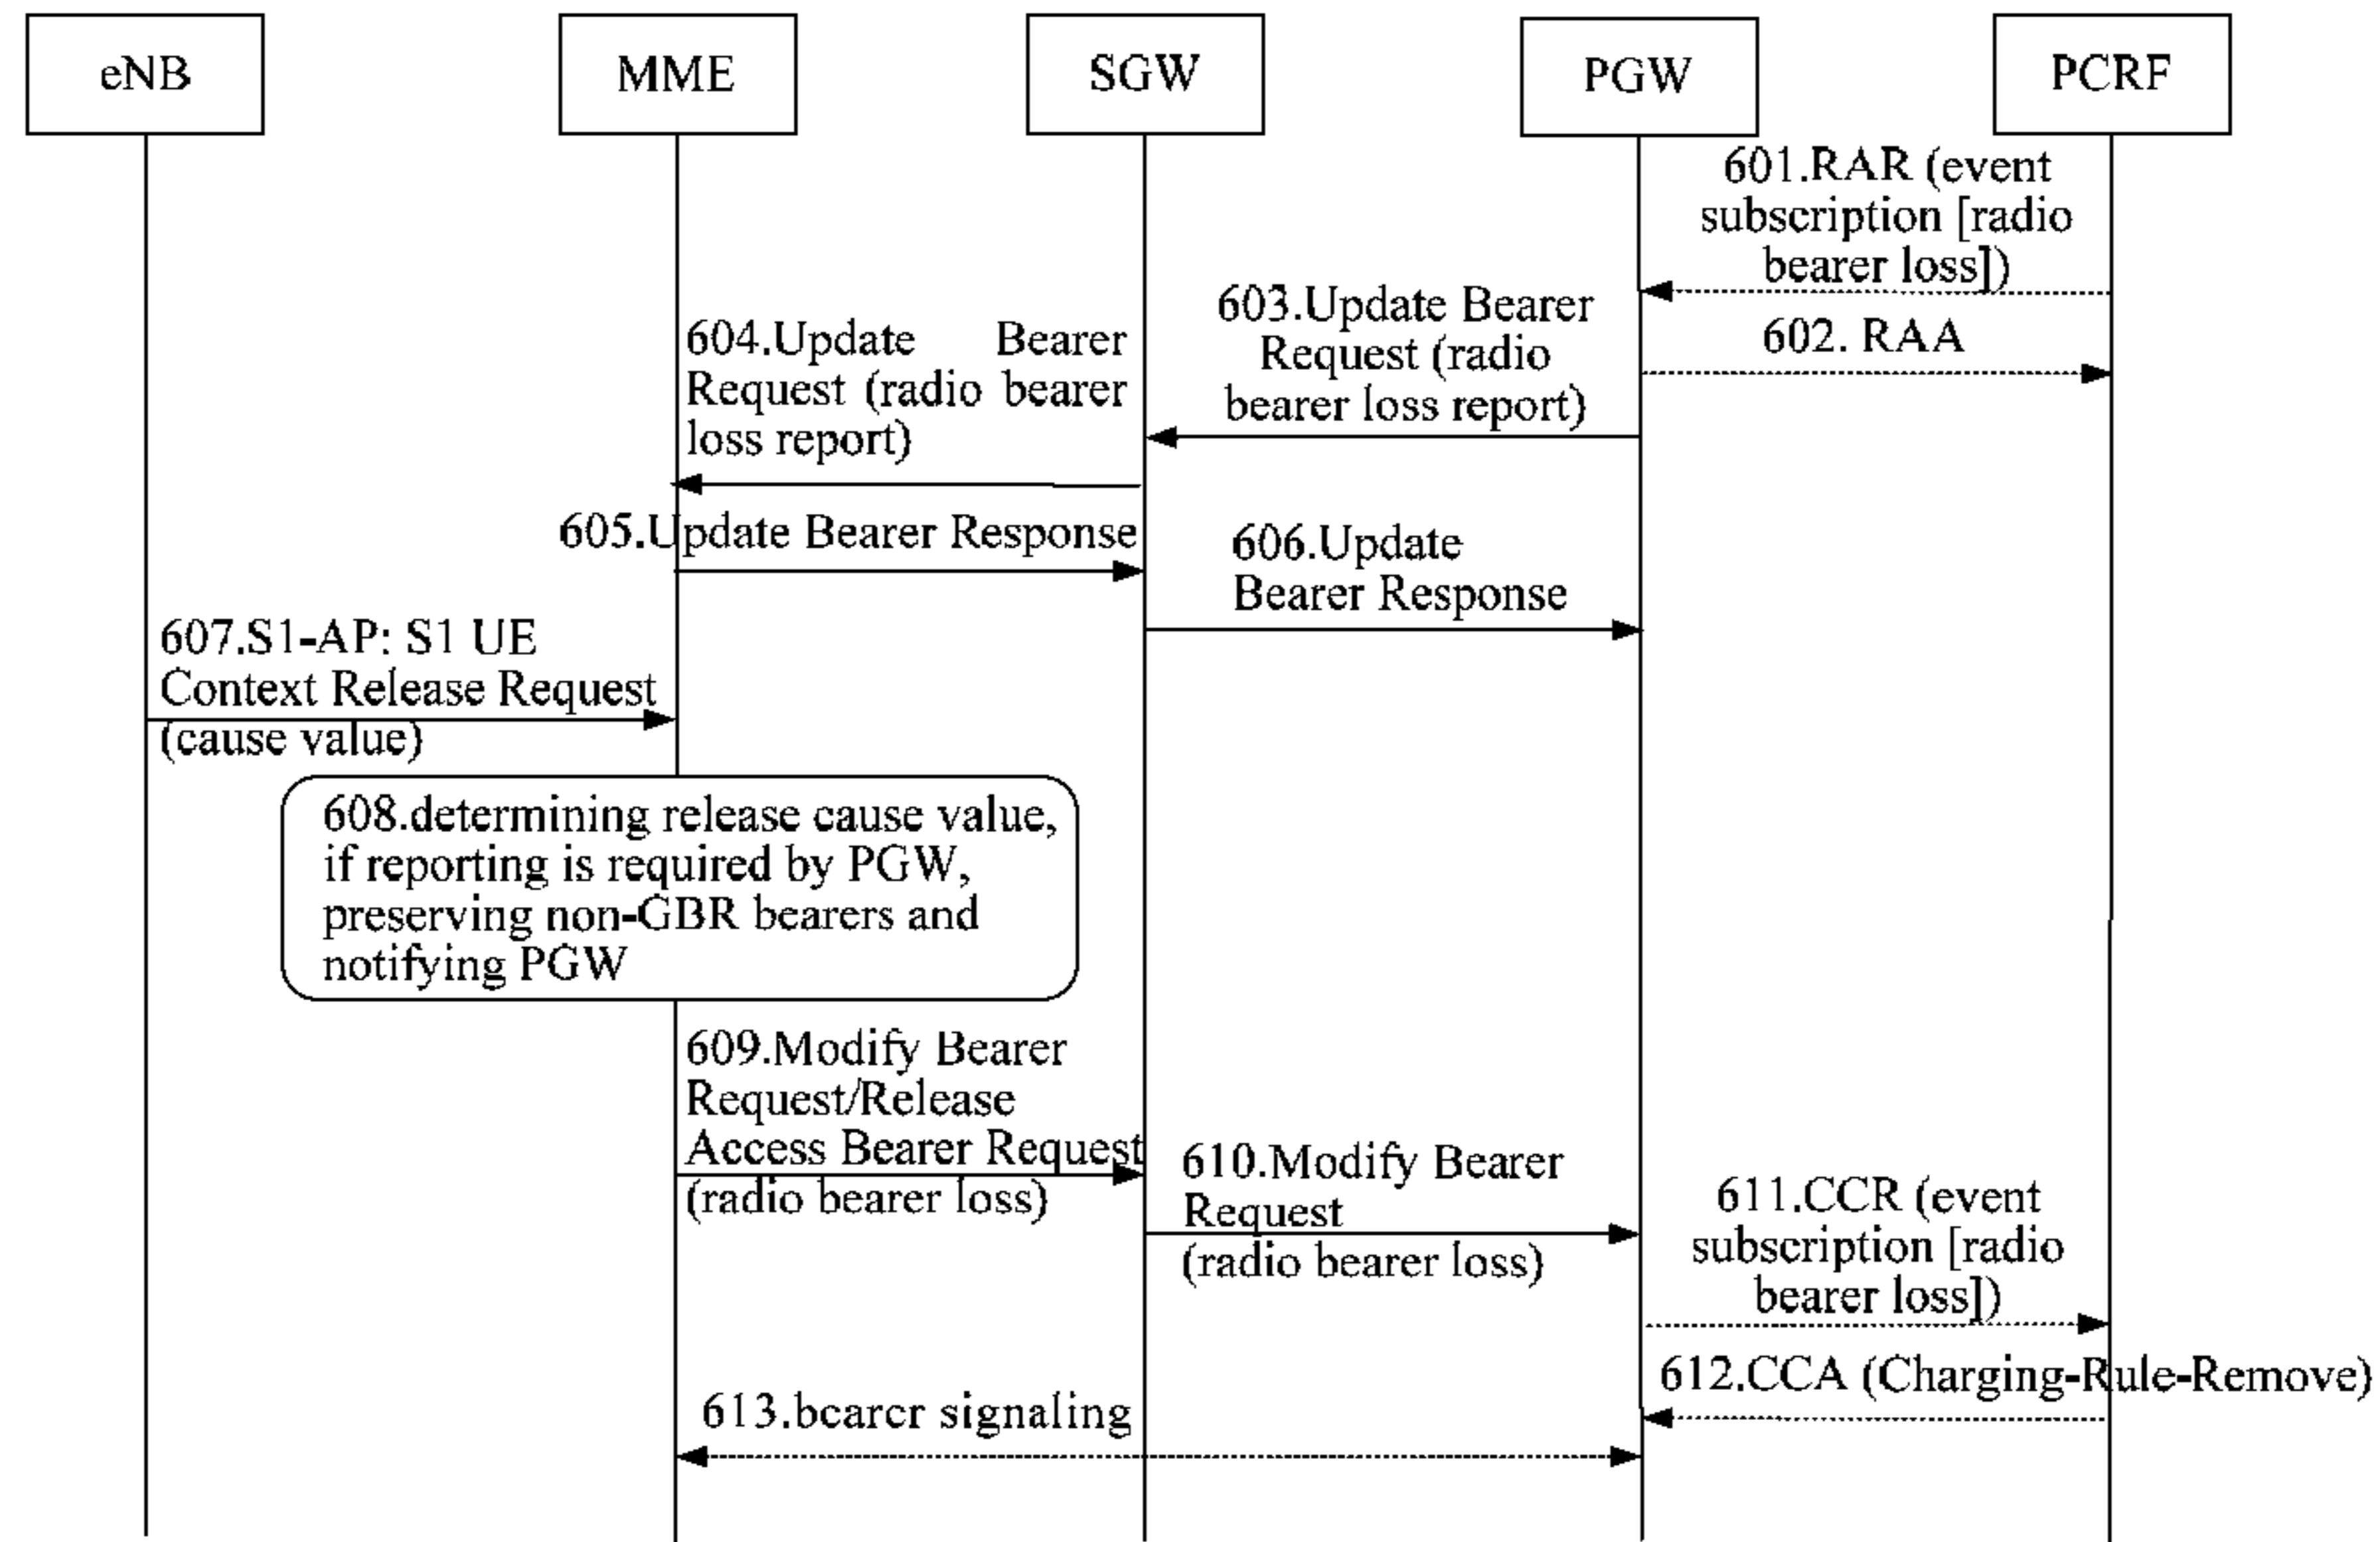 eNB
MME
SGW
PGW
PCRF
601.RAR (event
subscription [radio
bearer loss])
602. RAA
603.Update Bearer
Request (radio
bearer loss report)
604.Update Bearer
Request (radio bearer
loss report)
605.Update Bearer Response
606.Update
Bearer Response
607.S1-AP: S1 UE
Context Release Request
(cause value)
608.determining release cause value,
if reporting is required by PGW,
preserving non-GBR bearers and
notifying PGW
609.Modify Bearer
Request/Release
Access Bearer Request
(radio bearer loss)
610.Modify Bearer
Request
(radio bearer loss)
611.CCR (event
subscription [radio
bearer loss])
612.CCA (Charging-Rule-Remove)
613.bearer signaling